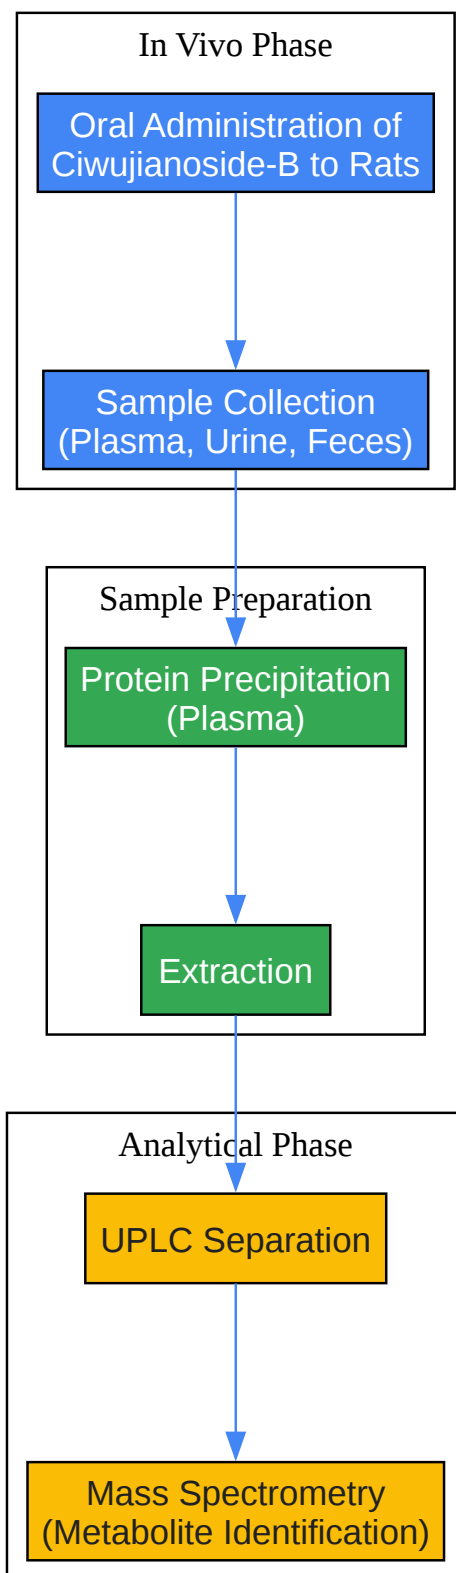 In Vivo Phase
Oral Administration of
Ciwujianoside-B to Rats
Sample Collection
(Plasma, Urine, Feces)
Sample Preparation
Protein Precipitation
(Plasma)
Extraction
Analytical Phase
UPLC Separation
Mass Spectrometry
(Metabolite Identification)